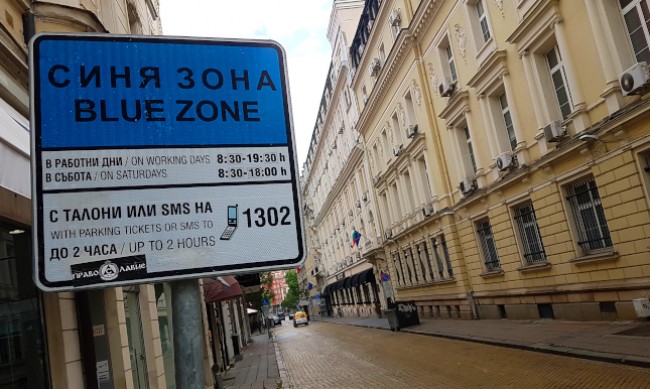 СИНЯ ЗОНА
BLUE ZONE
В РАБОТНИ ДНИ / ON WORKING DAYS 8:30-19:30 h
В СЪБОТА / ON SATURDAYS 8:30-18:00 h
С ТАЛОНИ ИЛИ SMS НА 1302
WITH PARKING TICKETS OR SMS TO
ДО 2 ЧАСА / UP TO 2 HOURS